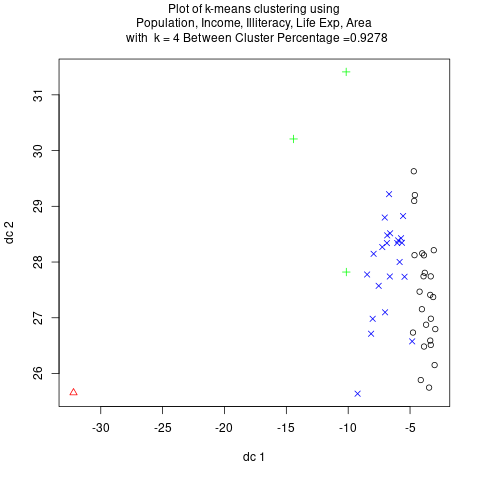 Plot of k-means clustering using
Population, Income, Illiteracy, Life Exp, Area
with k = 4 Between Cluster Percentage =0.9278
31
30
29
28
27
26
dc 2
-30
-25
-20
-15
-10
-5
dc 1